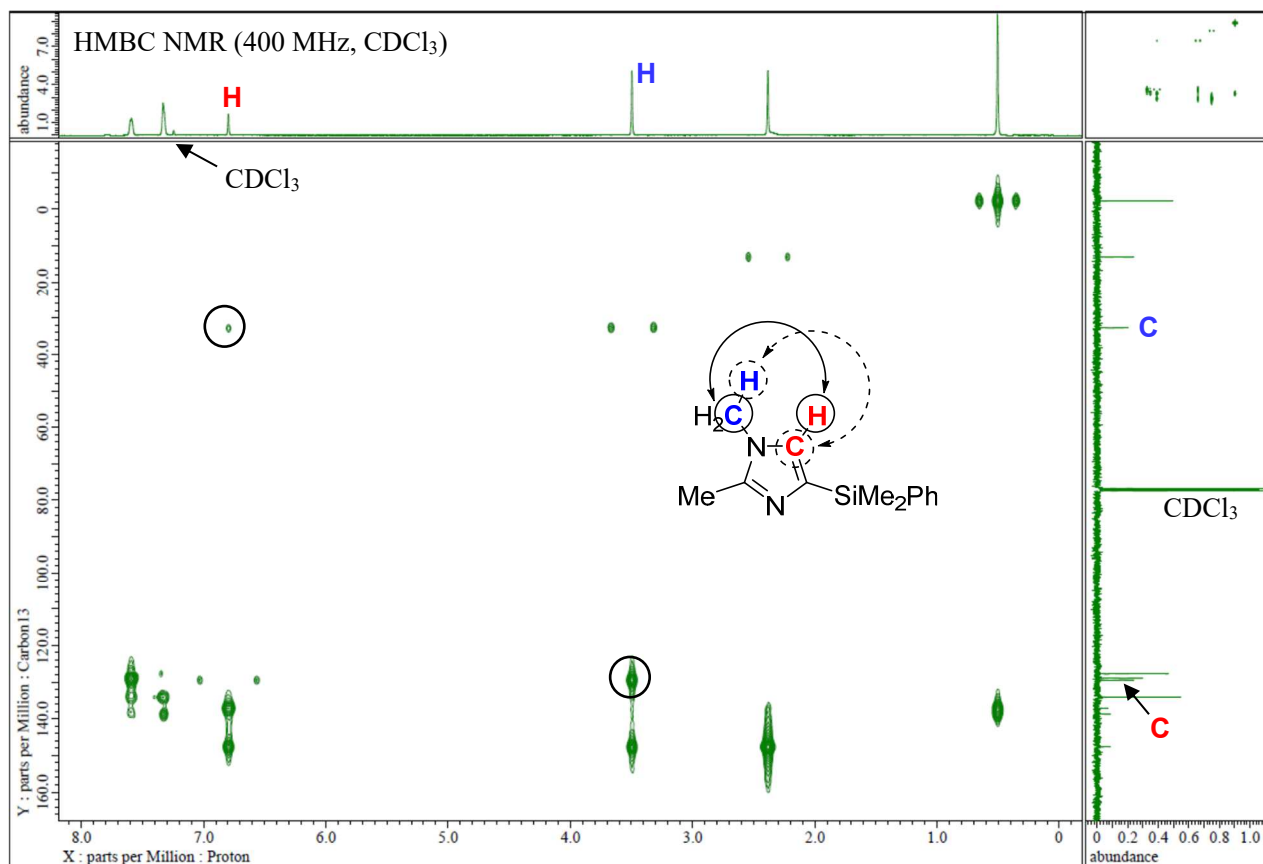 HMBC NMR (400 MHz, CDCl₃)
abundance
7.0
4.0
1.0
H
H
CDCl₃
0
20.0
40.0
60.0
80.0
100.0
120.0
140.0
160.0
Y : parts per Million : Carbon13
H
H₂C
H
N
C
Me
N
SiMe₂Ph
C
CDCl₃
C
8.0 7.0 6.0 5.0 4.0 3.0 2.0 1.0 0
X : parts per Million : Proton
0 0.2 0.4 0.6 0.8 1.0
abundance